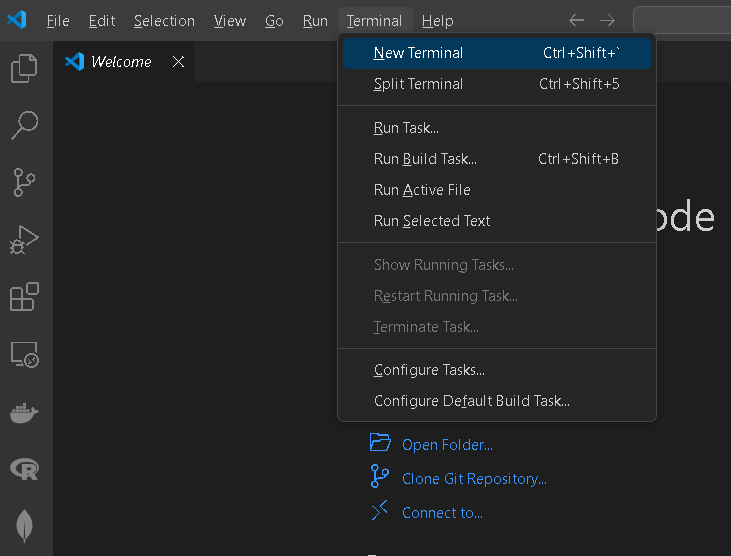 File Edit Selection View Go Run Terminal Help
Welcome
New Terminal Ctrl+Shift+`
Split Terminal Ctrl+Shift+5
Run Task...
Run Build Task... Ctrl+Shift+B
Run Active File
Run Selected Text
ode
Show Running Tasks...
Restart Running Task...
Terminate Task...
Configure Tasks...
Configure Default Build Task...
Open Folder...
Clone Git Repository...
Connect to...
R